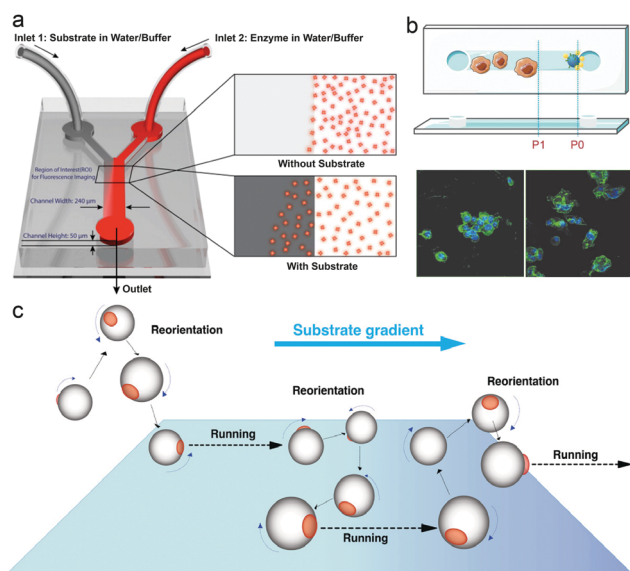 a
Inlet 1: Substrate in Water/Buffer
Inlet 2: Enzyme in Water/Buffer
Region of Interest(ROI)
for Fluorescence Imaging
Channel Width: 240 μm
Channel Height: 50 μm
Outlet
Without Substrate
With Substrate
b
P1
P0
c
Reorientation
Substrate gradient
Reorientation
Reorientation
Running
Running
Running